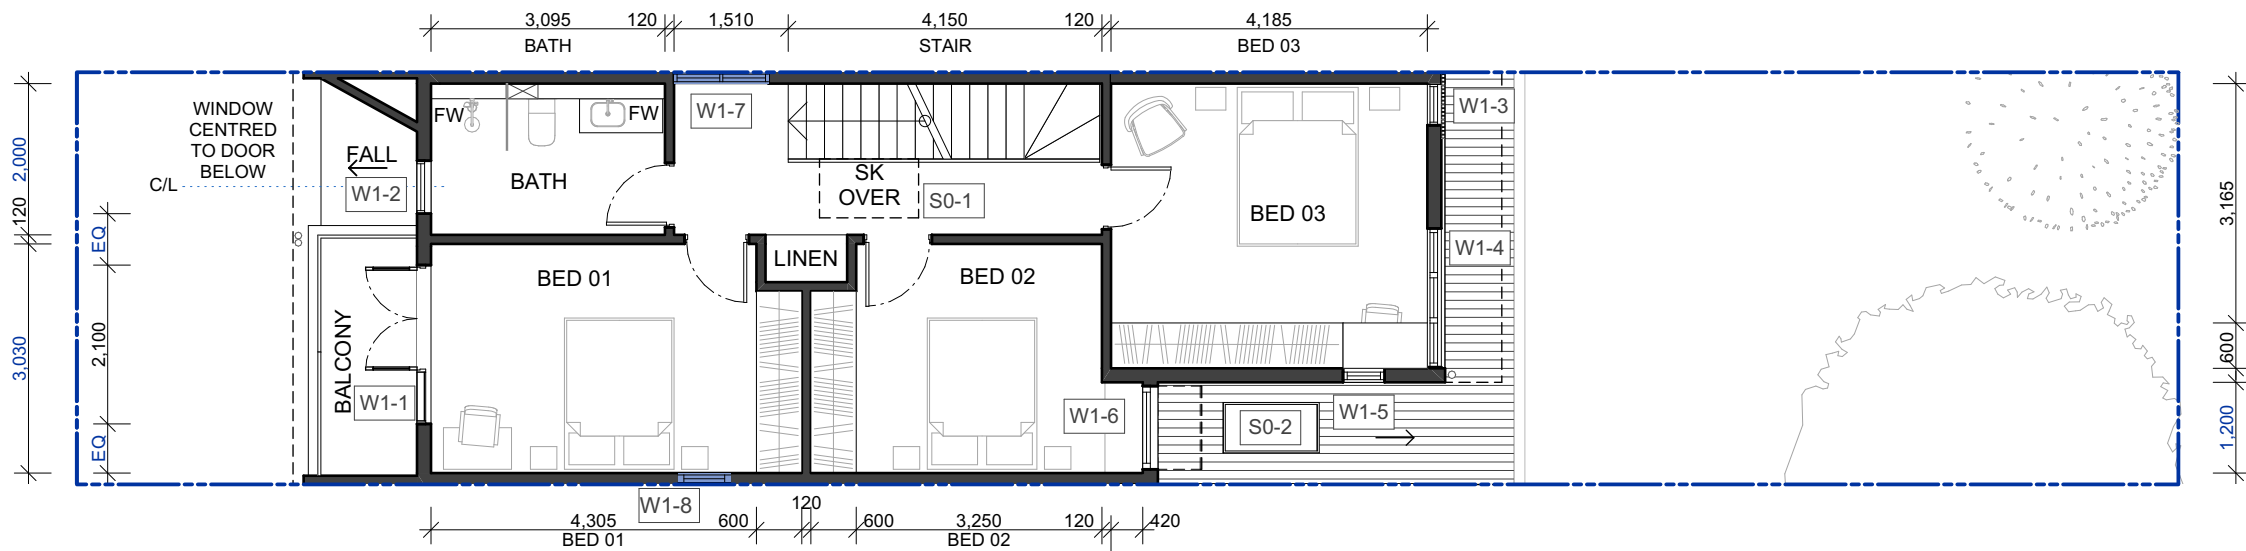 3,095 120 1,510 4,150 120 4,185
BATH STAIR BED 03
WINDOW
CENTRED
TO DOOR
BELOW
C/L
FALL
W1-2
FW
FW
BATH
W1-7
SK
OVER
S0-1
BED 03
W1-3
W1-4
2,000
120
3,030
EQ
2,100
EQ
BALCONY
W1-1
BED 01
LINEN
BED 02
W1-6
S0-2
W1-5
3,165
600
1,200
W1-8
4,305 600 120 600 3,250 120 420
BED 01 BED 02